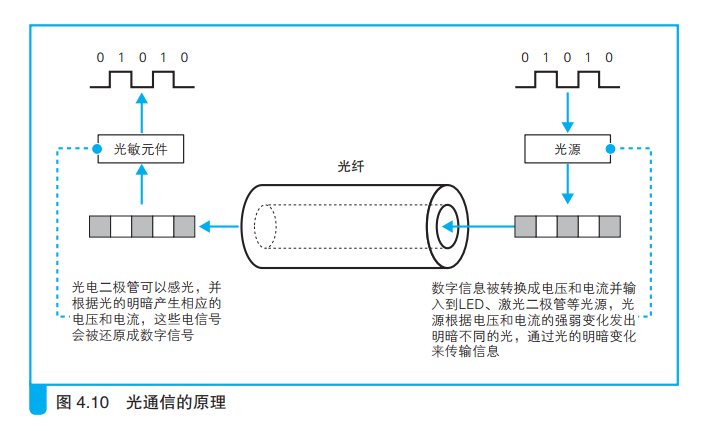 0 1 0 1 0
0 1 0 1 0
光敏元件
光源
光纤
光电二极管可以感光，并
根据光的明暗产生相应的
电压和电流，这些电信号
会被还原成数字信号
数字信息被转换成电压和电流并输
入到LED、激光二极管等光源，光
源根据电压和电流的强弱变化发出
明暗不同的光，通过光的明暗变化
来传输信息
图 4.10 光通信的原理